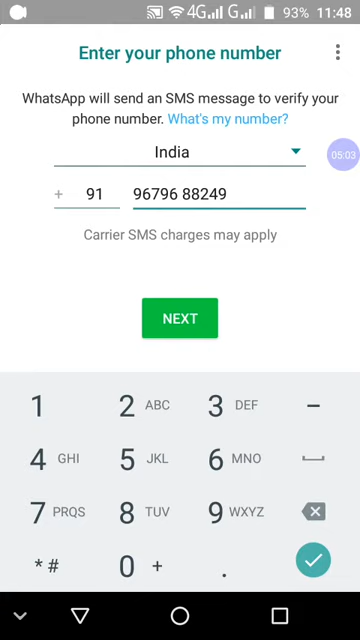 4G G 93% 11:48
Enter your phone number
WhatsApp will send an SMS message to verify your
phone number. What's my number?
India
05:03
+ 91 96796 88249
Carrier SMS charges may apply
NEXT
1 2 ABC 3 DEF –
4 GHI 5 JKL 6 MNO
7 PRQS 8 TUV 9 WXYZ
* # 0 + .